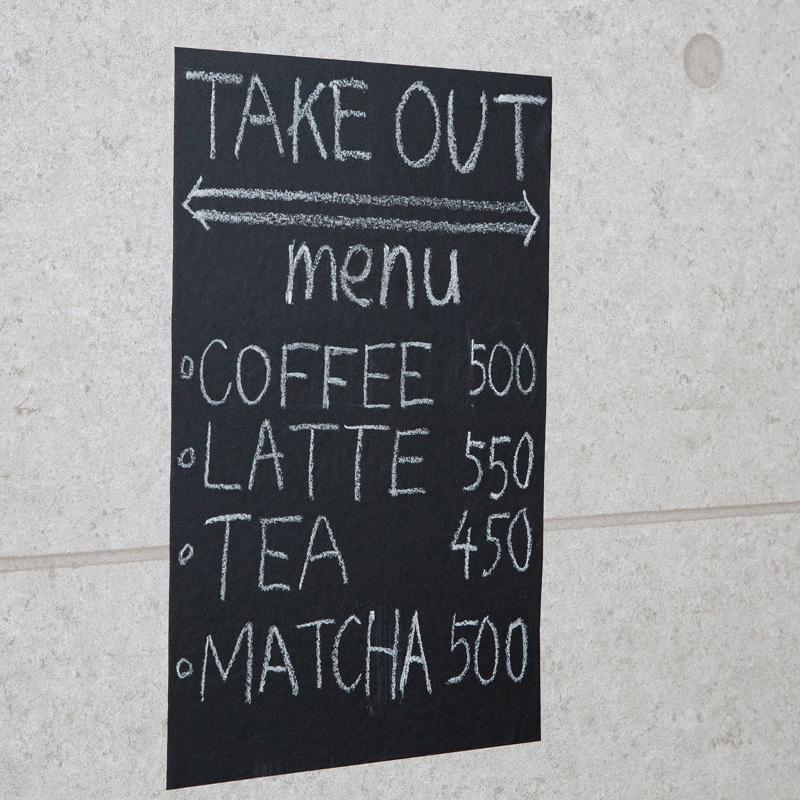 TAKE OUT
menu
COFFEE 500
LATTE 550
TEA 450
MATCHA 500